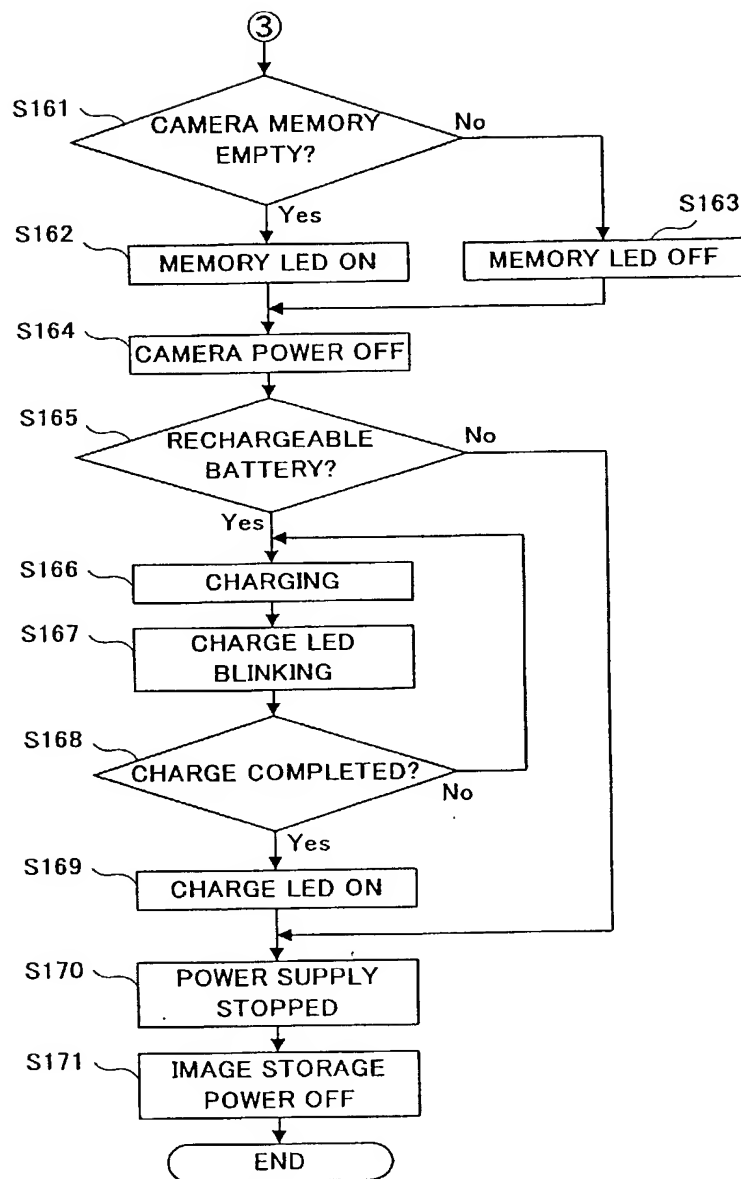 3
S161
CAMERA MEMORY
EMPTY?
No
Yes
S162
MEMORY LED ON
S163
MEMORY LED OFF
S164
CAMERA POWER OFF
S165
RECHARGEABLE
BATTERY?
No
Yes
S166
CHARGING
S167
CHARGE LED
BLINKING
S168
CHARGE COMPLETED?
No
Yes
S169
CHARGE LED ON
S170
POWER SUPPLY
STOPPED
S171
IMAGE STORAGE
POWER OFF
END